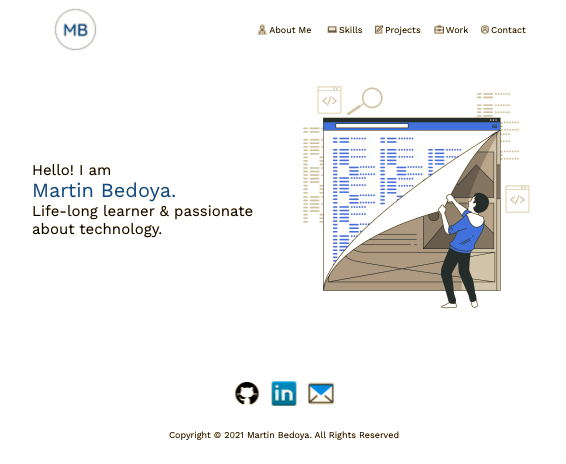 MB
About Me
Skills
Projects
Work
Contact
</>
</>
Hello! I am
Martin Bedoya.
Life-long learner & passionate
about technology.
in
Copyright © 2021 Martin Bedoya. All Rights Reserved